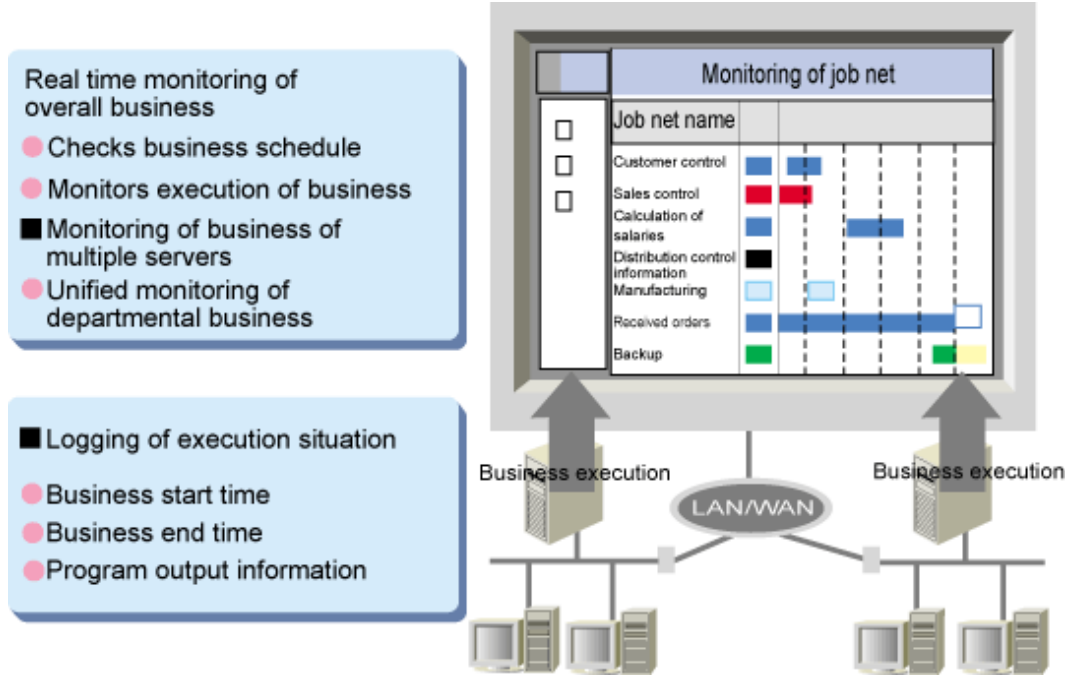 Real time monitoring of
overall business
Checks business schedule
Monitors execution of business
Monitoring of business of
multiple servers
Unified monitoring of
departmental business
Logging of execution situation
Business start time
Business end time
Program output information
Monitoring of job net
Job net name
Customer control
Sales control
Calculation of
salaries
Distribution control
information
Manufacturing
Received orders
Backup
Business execution
Business execution
LAN/WAN